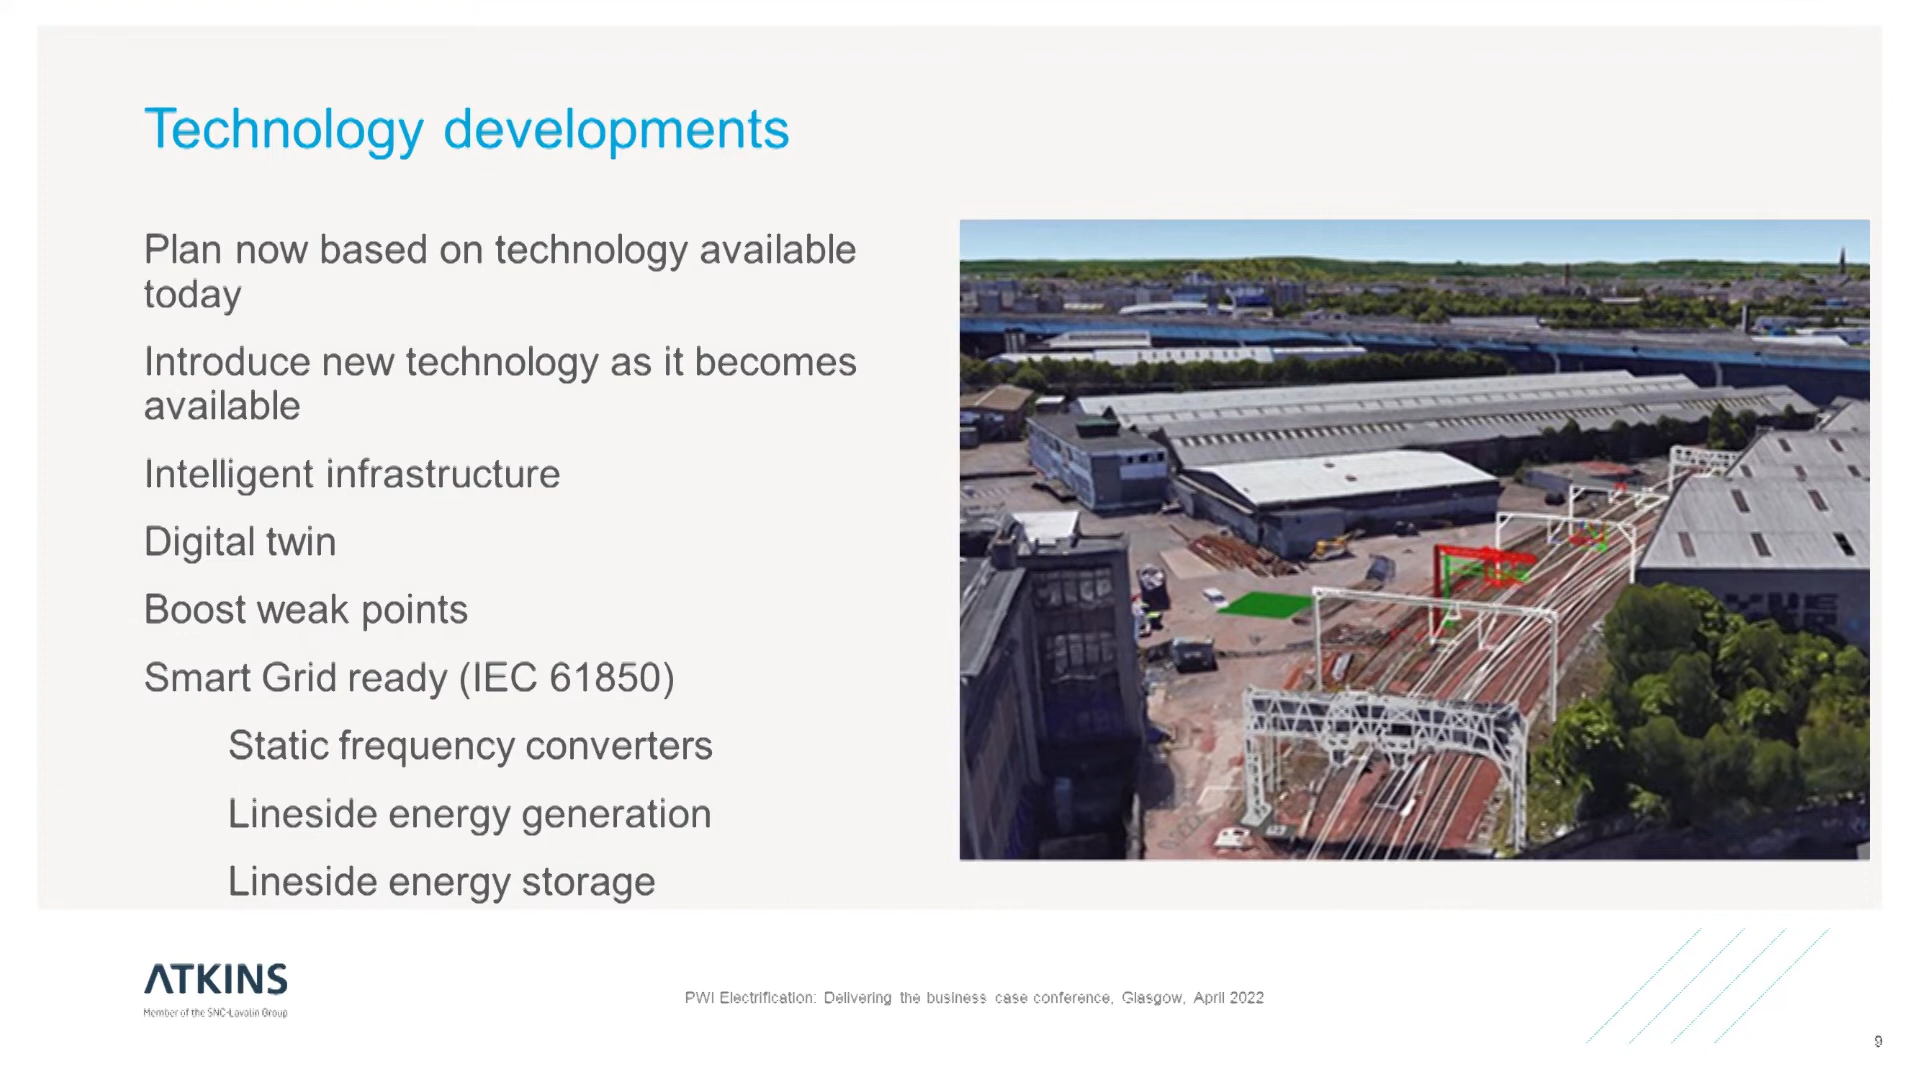 Technology developments
Plan now based on technology available
today
Introduce new technology as it becomes
available
Intelligent infrastructure
Digital twin
Boost weak points
Smart Grid ready (IEC 61850)
Static frequency converters
Lineside energy generation
Lineside energy storage
ATKINS
Member of the SNC-Lavalin Group
PWI Electrification: Delivering the business case conference, Glasgow, April 2022
9